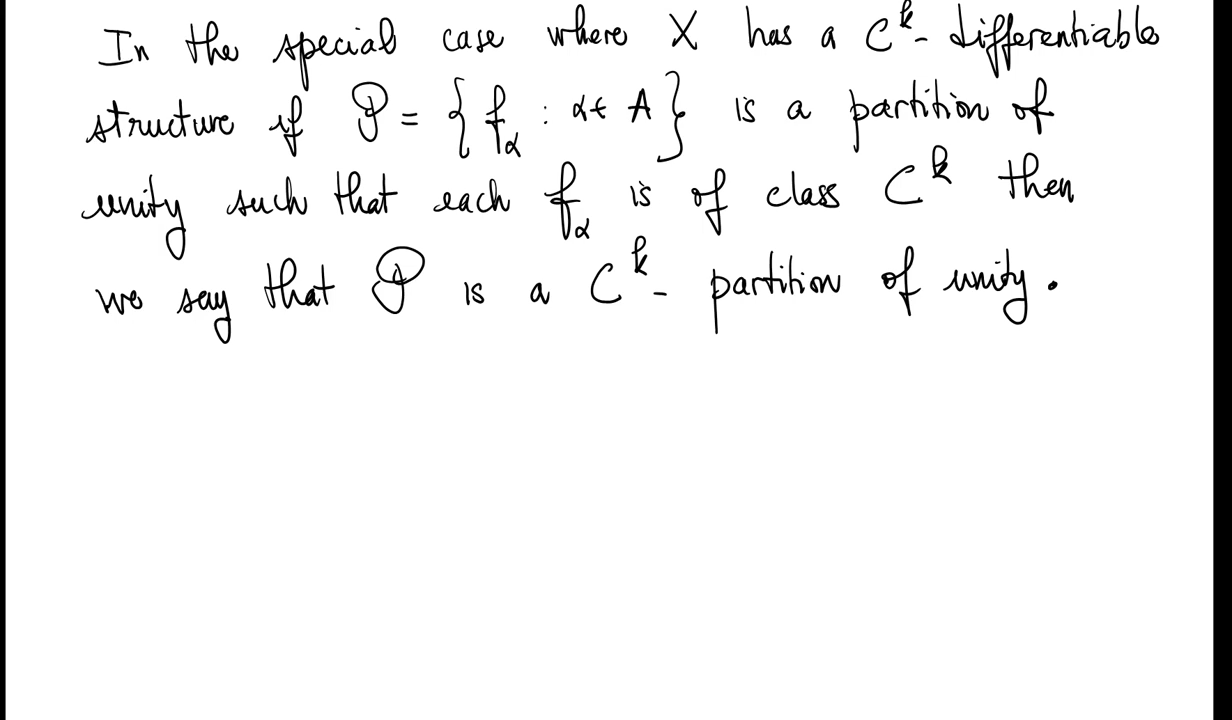 In the special case where X has a C^k- differentiable
structure if 𝒫 = { f_α : α ∈ A } is a partition of
unity such that each f_α is of class C^k then
we say that 𝒫 is a C^k - partition of unity.